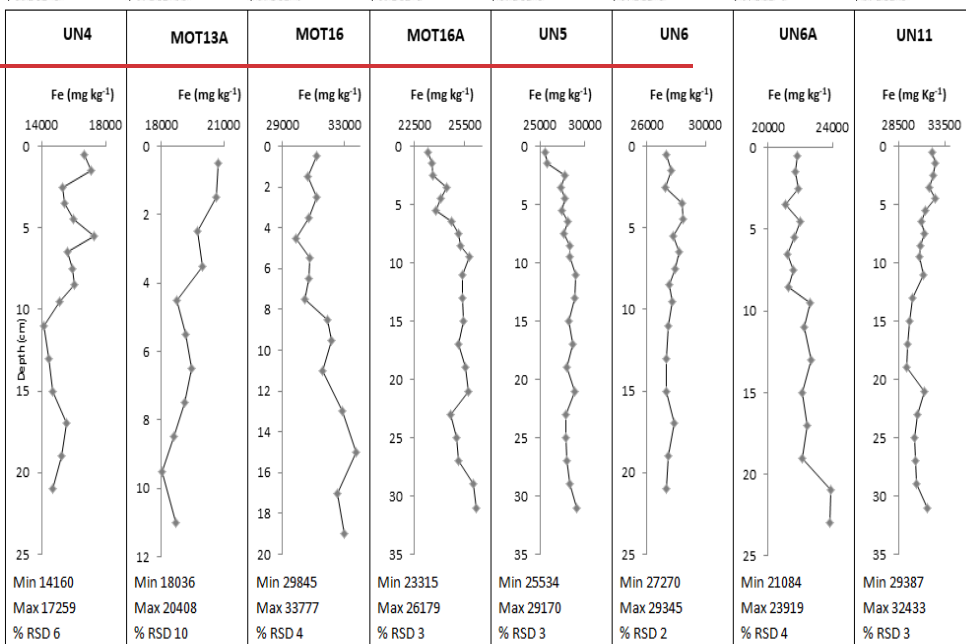 UN4 MOT13A MOT16 MOT16A UN5 UN6 UN6A UN11
Fe (mg kg⁻¹) Fe (mg kg⁻¹) Fe (mg kg⁻¹) Fe (mg kg⁻¹) Fe (mg kg⁻¹) Fe (mg kg⁻¹) Fe (mg kg⁻¹) Fe (mg Kg⁻¹)
14000 18000 18000 21000 29000 33000 22500 25500 25000 30000 26000 30000 20000 24000 28500 33500
0 0 0 0 0 0 0 0
2 2
5 4 4 5 5 5 5 5
6
10 6 8 10 10 10 10 10
Depth (cm)
10
15 8 12 15 15 15 15 15
14
20 10 16 20 20 20 20 20
18
25 12 20 25 25 25 25 25
30 30 30
35 35 35
Min 14160 Min 18036 Min 29845 Min 23315 Min 25534 Min 27270 Min 21084 Min 29387
Max 17259 Max 20408 Max 33777 Max 26179 Max 29170 Max 29345 Max 23919 Max 32433
% RSD 6 % RSD 10 % RSD 4 % RSD 3 % RSD 3 % RSD 2 % RSD 4 % RSD 3